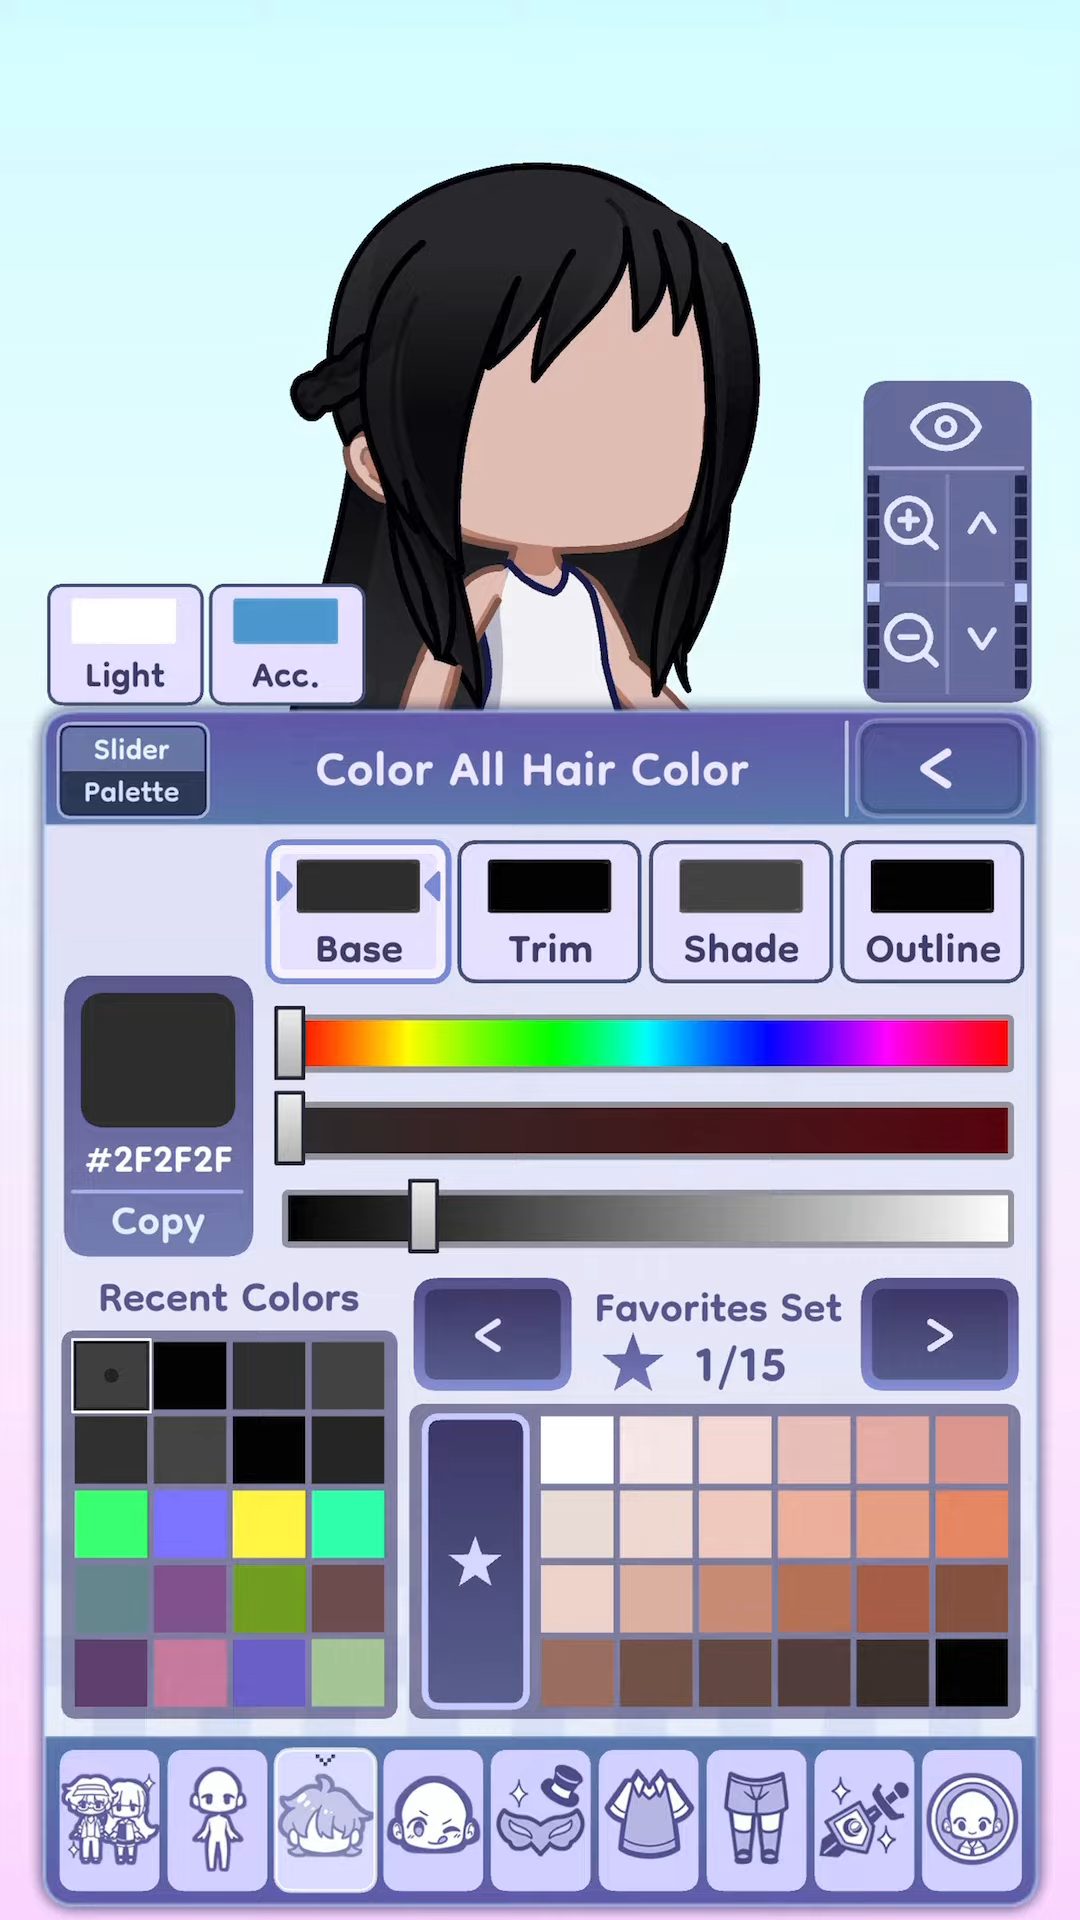 Light
Acc.
Slider
Palette
Color All Hair Color
Base
Trim
Shade
Outline
#2F2F2F
Copy
Recent Colors
Favorites Set
1/15